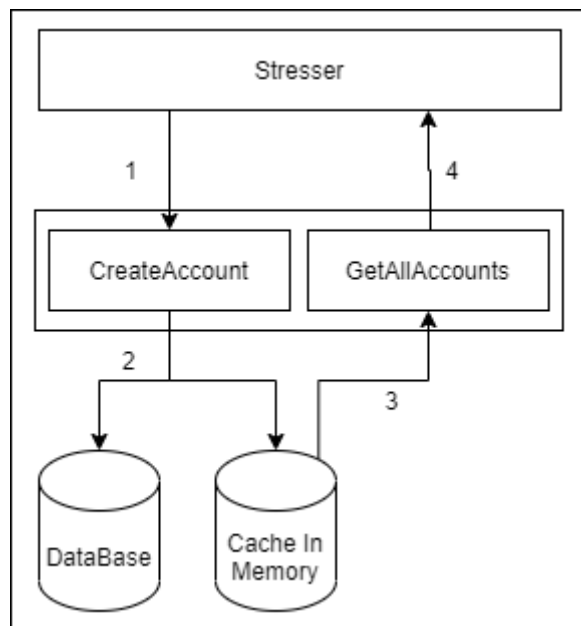 Stresser
1
4
CreateAccount
GetAllAccounts
2
3
DataBase
Cache In
Memory